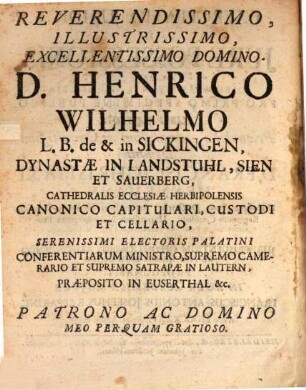 REVERENDISSIMO,
ILLUSTRISSIMO,
EXCELLENTISSIMO DOMINO.
D. HENRICO
WILHELMO
L. B. de & in SICKINGEN,
DYNASTÆ IN LANDSTUHL, SIEN
ET SAUERBERG,
CATHEDRALIS ECCLESIÆ HERBIPOLENSIS
CANONICO CAPITULARI, CUSTODI
ET CELLARIO,
SERENISSIMI ELECTORIS PALATINI
CONFERENTIARUM MINISTRO, SUPREMO CAME-
RARIO ET SUPREMO SATRAPÆ IN LAUTERN,
PRÆPOSITO IN EUSERTHAL &c.
PATRONO AC DOMINO
MEO PERQUAM GRATIOSO.